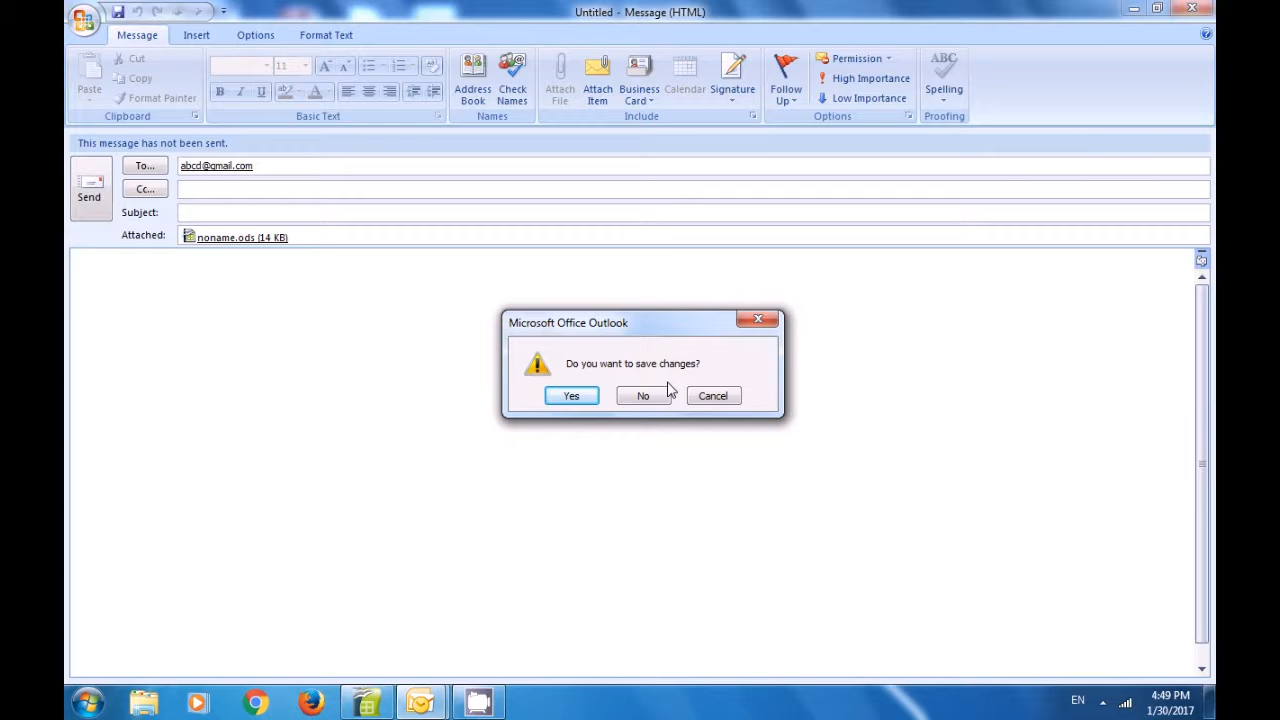 Untitled - Message (HTML)
Message Insert Options Format Text
Paste
Cut
Copy
Format Painter
Clipboard
11
B I U
ab
A
Basic Text
Address Book
Check Names
Names
Attach File
Attach Item
Business Card
Calendar
Signature
Include
Follow Up
Permission
High Importance
Low Importance
Options
ABC
Spelling
Proofing
This message has not been sent.
Send
To... abcd@gmail.com
Cc...
Subject:
Attached: noname.ods (14 KB)
Microsoft Office Outlook
Do you want to save changes?
Yes No Cancel
EN
4:49 PM
1/30/2017